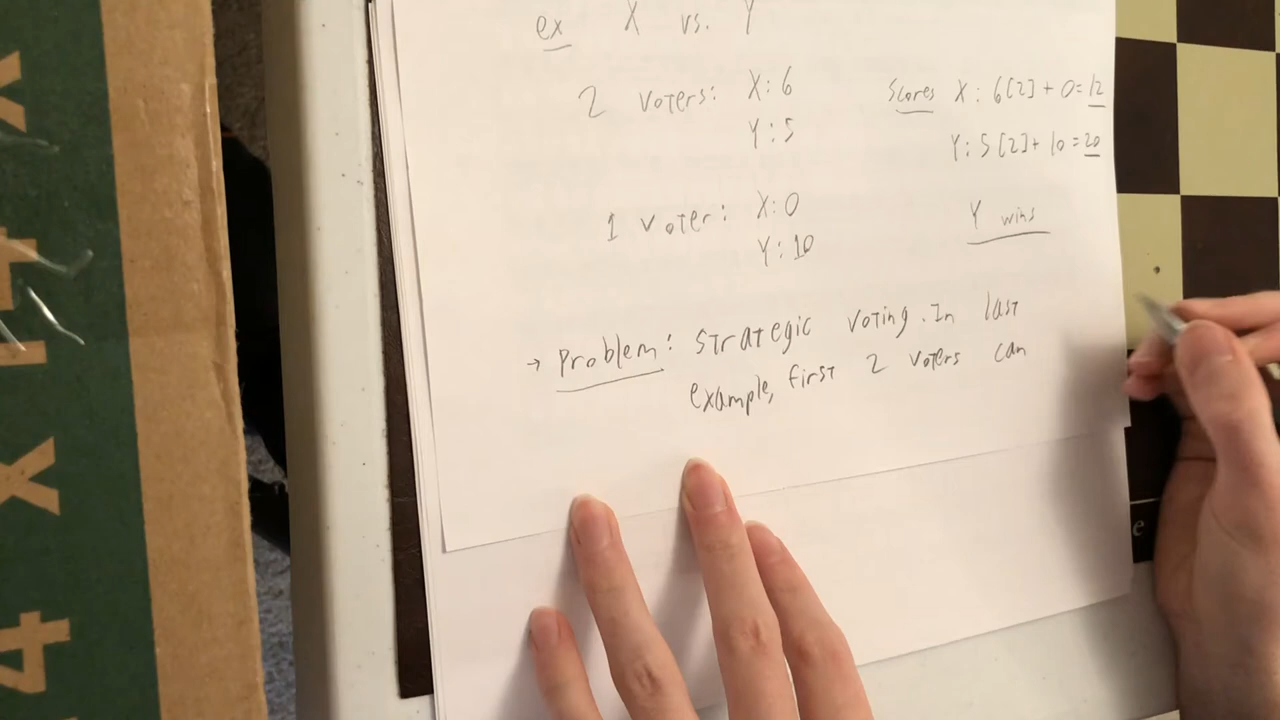 ex X vs. Y
2 voters: X: 6
Y: 5
Scores X: 6[2] + 0 = 12
Y: 5[2] + 10 = 20
1 voter: X: 0
Y: 10
Y wins
→ Problem: Strategic voting. In last
example, first 2 voters can
4 X
e